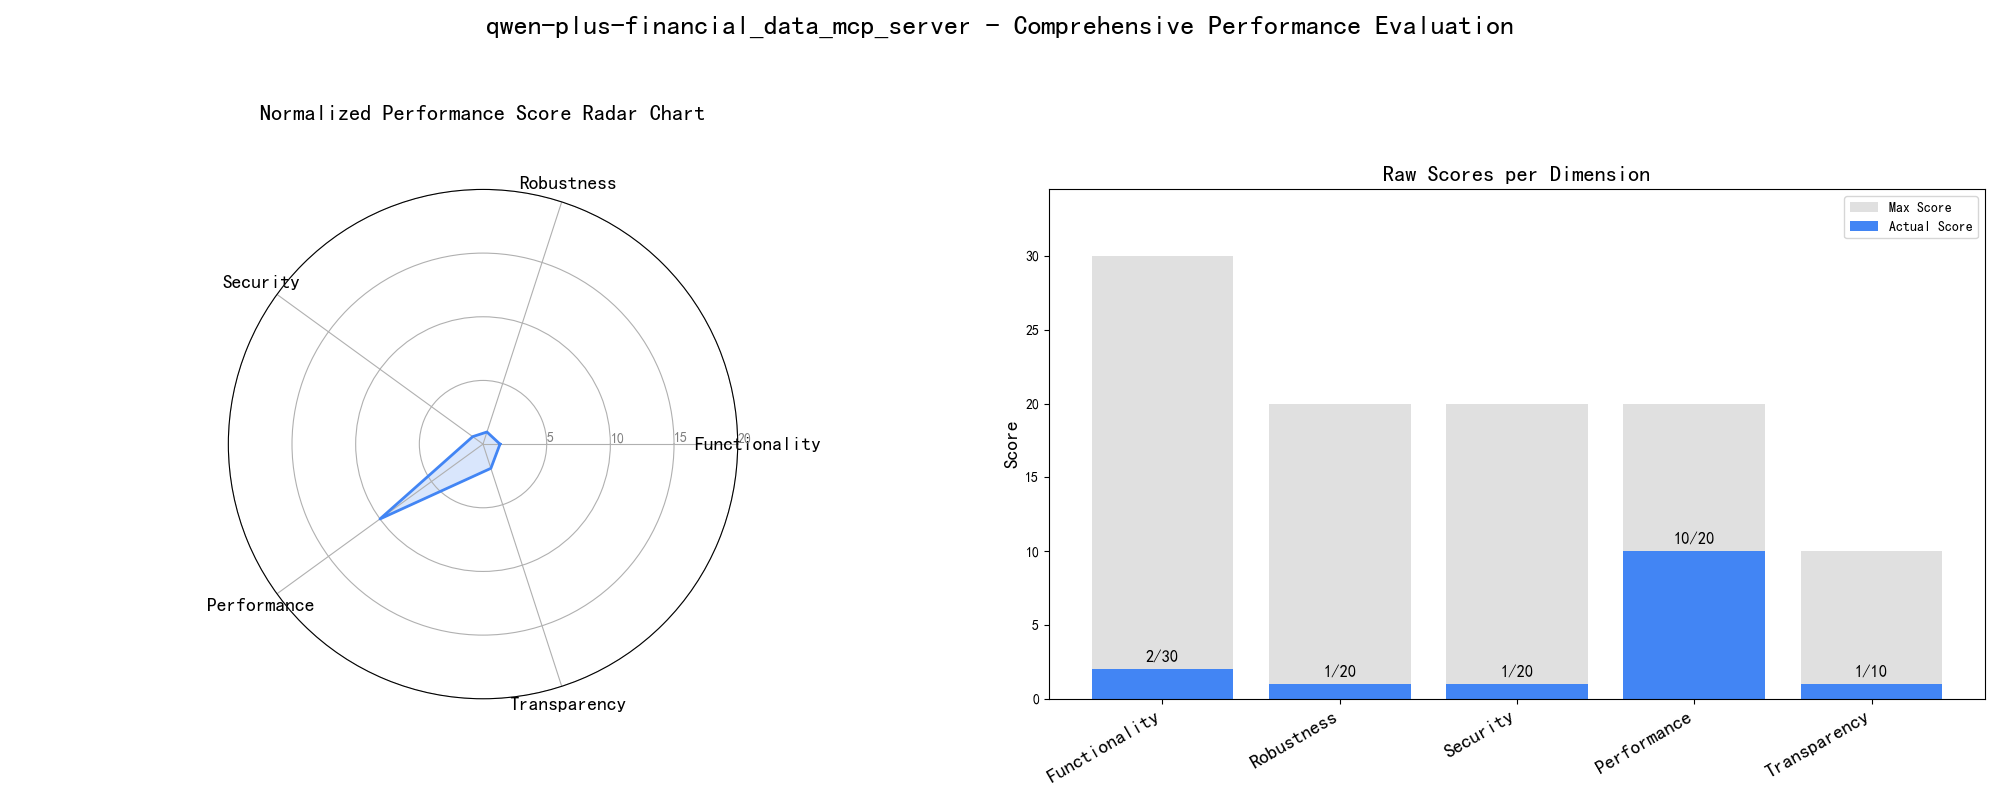 qwen-plus-financial_data_mcp_server - Comprehensive Performance Evaluation
Normalized Performance Score Radar Chart
Robustness
Security
Functionality
5
10
15
20
Performance
Transparency
Raw Scores per Dimension
Max Score
Actual Score
Score
30
25
20
15
10
5
0
2/30
1/20
1/20
10/20
1/10
Functionality
Robustness
Security
Performance
Transparency